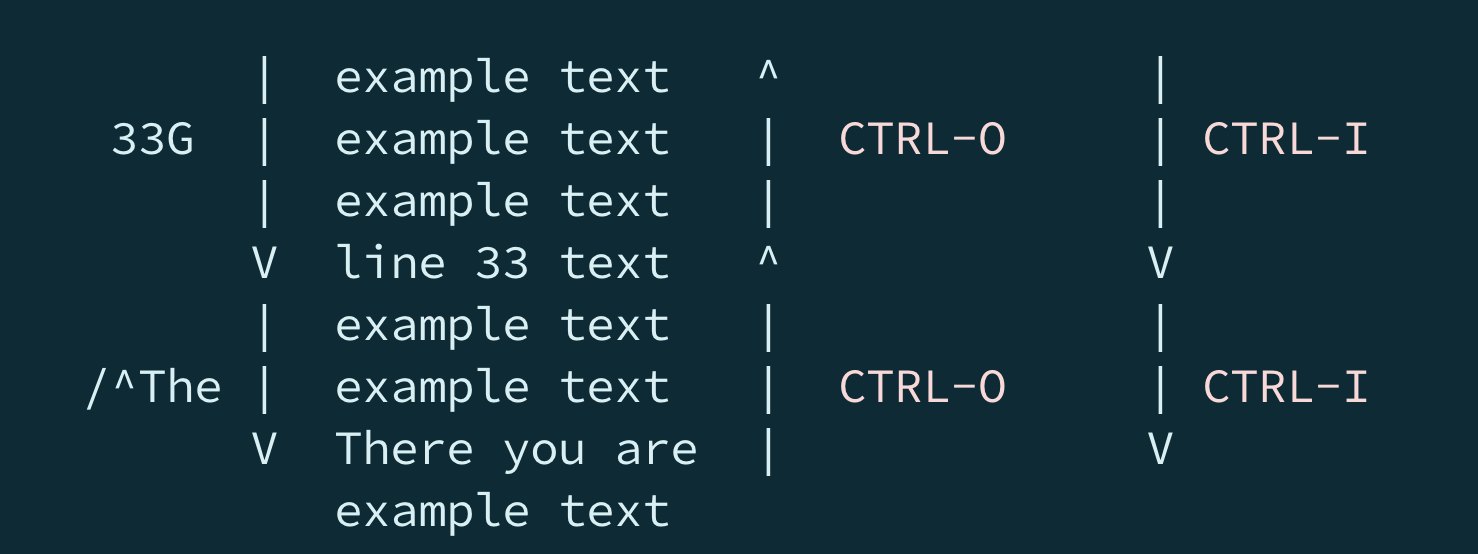 |  example text   ^             |
 33G  |  example text   |  CTRL-O     | CTRL-I
      |  example text   |             |
      V  line 33 text   ^             V
      |  example text   |             |
/^The |  example text   |  CTRL-O     | CTRL-I
      V  There you are  |             V
         example text